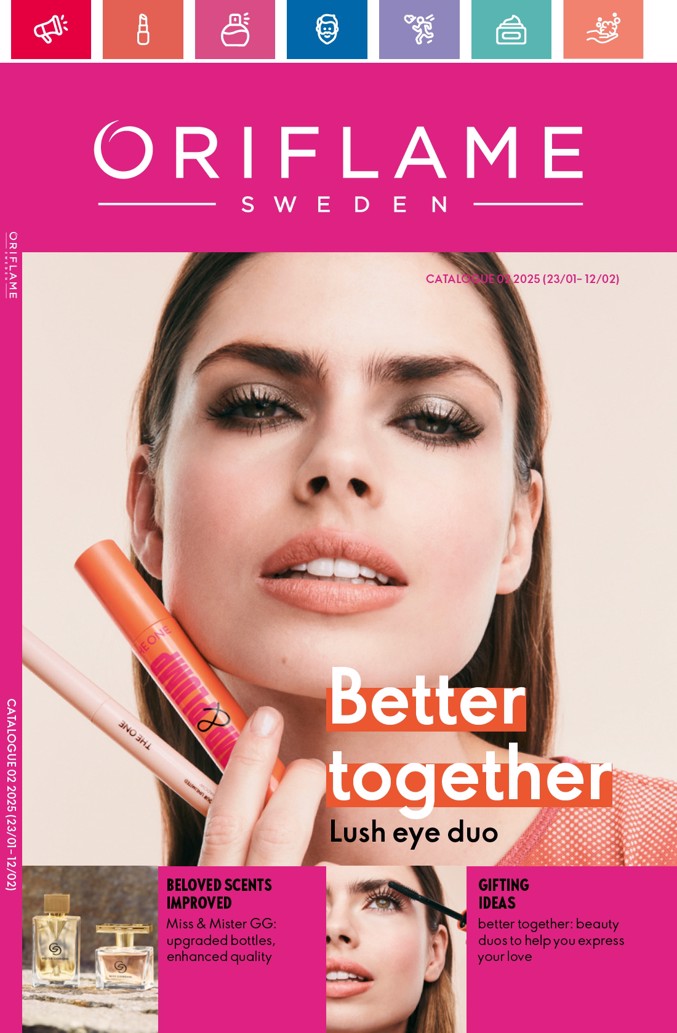 ORIFLAME
SWEDEN
ORIFLAME
CATALOGUE 02 2025 (23/01– 12/02)
THE ONE
THE ONE
Better
together
Lush eye duo
CATALOGUE 02 2025 (23/01– 12/02)
BELOVED SCENTS
IMPROVED
Miss & Mister GG:
upgraded bottles,
enhanced quality
GIFTING
IDEAS
better together: beauty
duos to help you express
your love